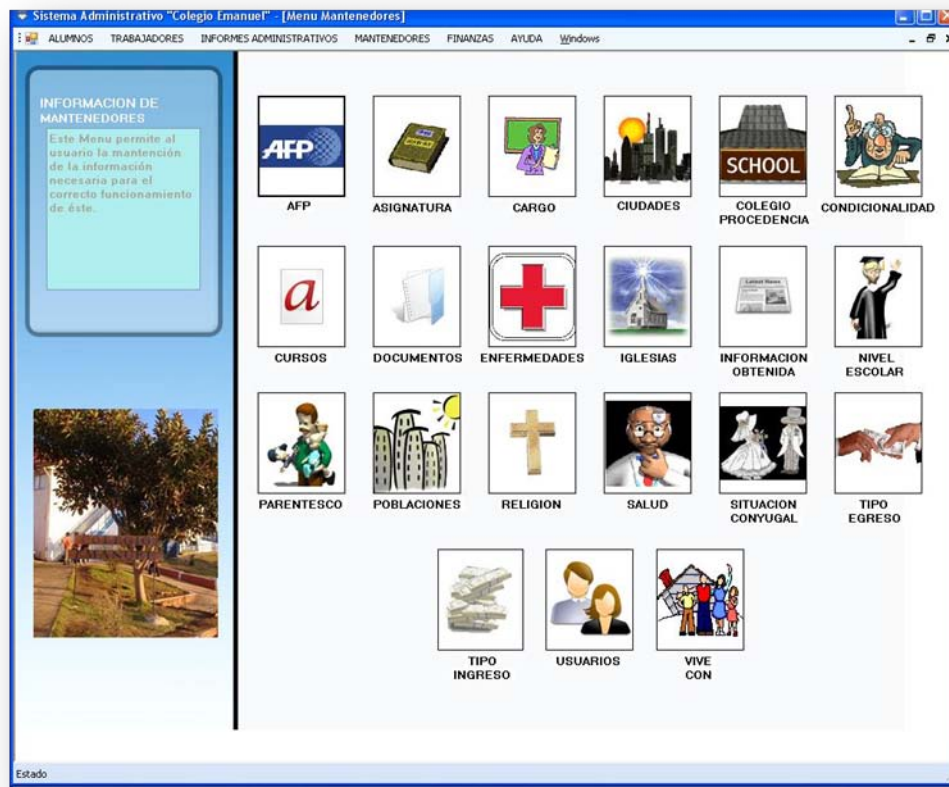 Sistema Administrativo "Colegio Emanuel" - [Menu Mantenedores]
ALUMNOS TRABAJADORES INFORMES ADMINISTRATIVOS MANTENEDORES FINANZAS AYUDA Windows
INFORMACION DE
MANTENEDORES
Este Menu permite al
usuario la mantención
de la información
necesaria para el
correcto funcionamiento
de éste.
AFP
SCHOOL
AFP
ASIGNATURA
CARGO
CIUDADES
COLEGIO
PROCEDENCIA
CONDICIONALIDAD
a
Latest News
CURSOS
DOCUMENTOS
ENFERMEDADES
IGLESIAS
INFORMACION
OBTENIDA
NIVEL
ESCOLAR
PARENTESCO
POBLACIONES
RELIGION
SALUD
SITUACION
CONYUGAL
TIPO
EGRESO
TIPO
INGRESO
USUARIOS
VIVE
CON
Estado